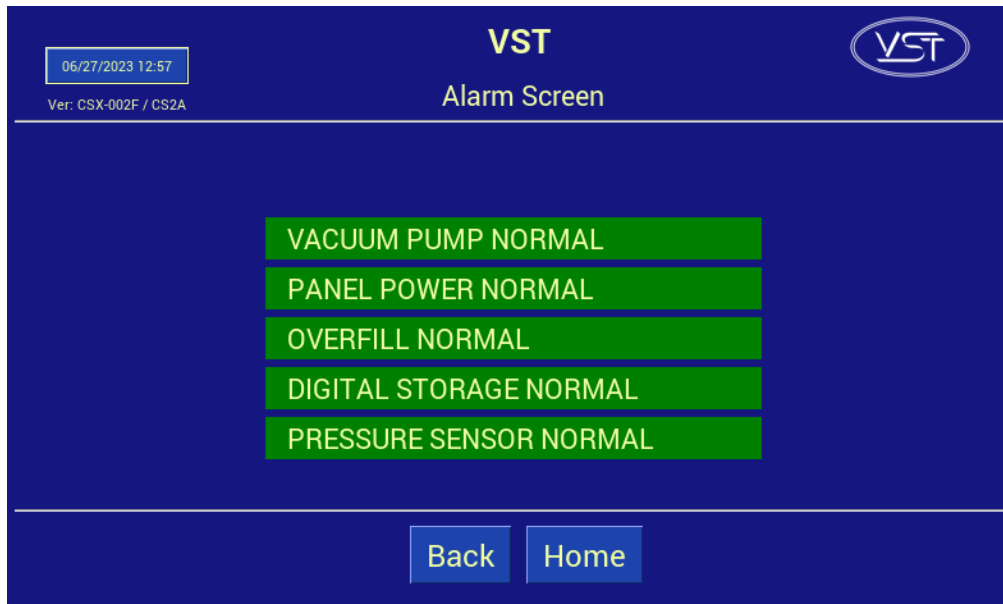 VST
VST
06/27/2023 12:57
Alarm Screen
Ver: CSX-002F / CS2A
VACUUM PUMP NORMAL
PANEL POWER NORMAL
OVERFILL NORMAL
DIGITAL STORAGE NORMAL
PRESSURE SENSOR NORMAL
Back
Home